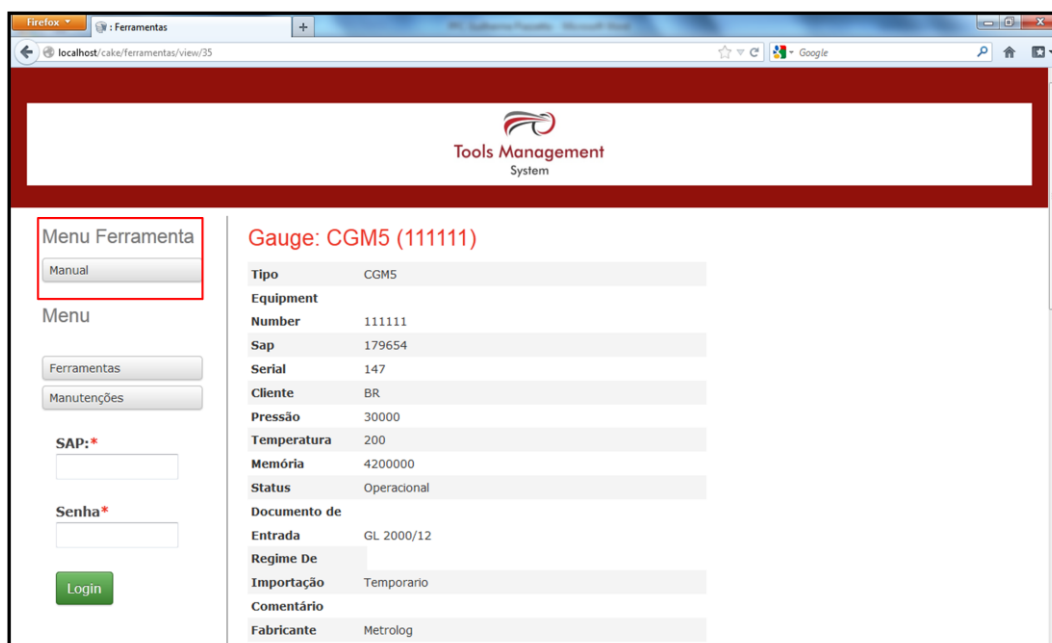 Firefox
: Ferramentas
localhost/cake/ferramentas/view/35
Google
Tools Management
System
Menu Ferramenta
Manual
Menu
Ferramentas
Manutenções
SAP:*
Senha*
Login
Gauge: CGM5 (111111)
Tipo CGM5
Equipment
Number 111111
Sap 179654
Serial 147
Cliente BR
Pressão 30000
Temperatura 200
Memória 4200000
Status Operacional
Documento de
Entrada GL 2000/12
Regime De
Importação Temporario
Comentário
Fabricante Metrolog